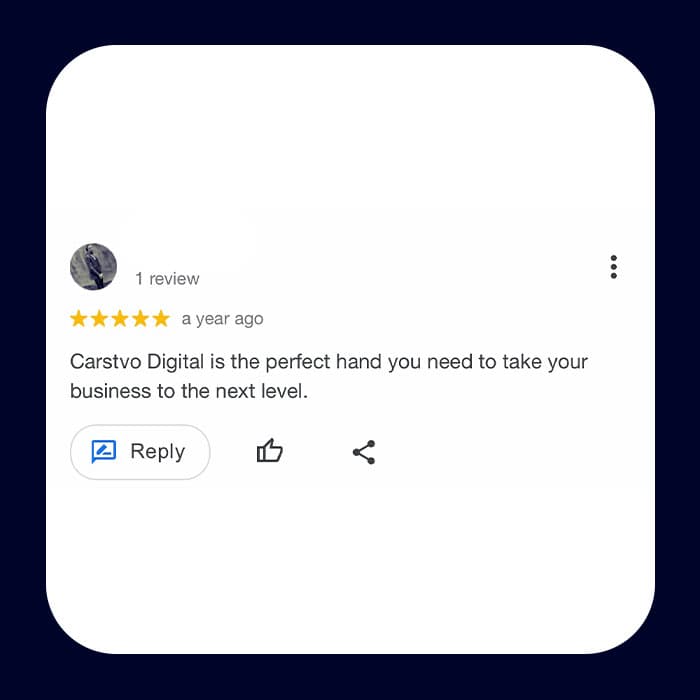 1 review
a year ago
Carstvo Digital is the perfect hand you need to take your
business to the next level.
Reply